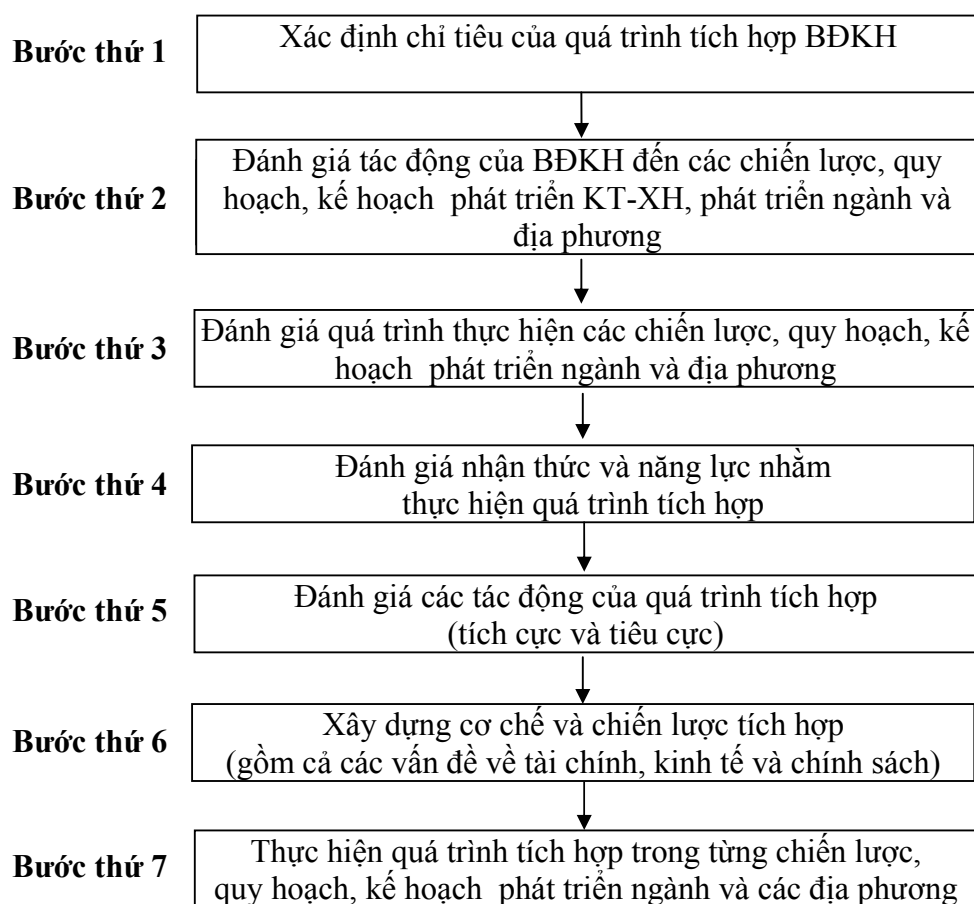 Bước thứ 1
Xác định chỉ tiêu của quá trình tích hợp BĐKH
Bước thứ 2
Đánh giá tác động của BĐKH đến các chiến lược, quy
hoạch, kế hoạch phát triển KT-XH, phát triển ngành và
địa phương
Bước thứ 3
Đánh giá quá trình thực hiện các chiến lược, quy hoạch, kế
hoạch phát triển ngành và địa phương
Bước thứ 4
Đánh giá nhận thức và năng lực nhằm
thực hiện quá trình tích hợp
Bước thứ 5
Đánh giá các tác động của quá trình tích hợp
(tích cực và tiêu cực)
Bước thứ 6
Xây dựng cơ chế và chiến lược tích hợp
(gồm cả các vấn đề về tài chính, kinh tế và chính sách)
Bước thứ 7
Thực hiện quá trình tích hợp trong từng chiến lược,
quy hoạch, kế hoạch phát triển ngành và các địa phương